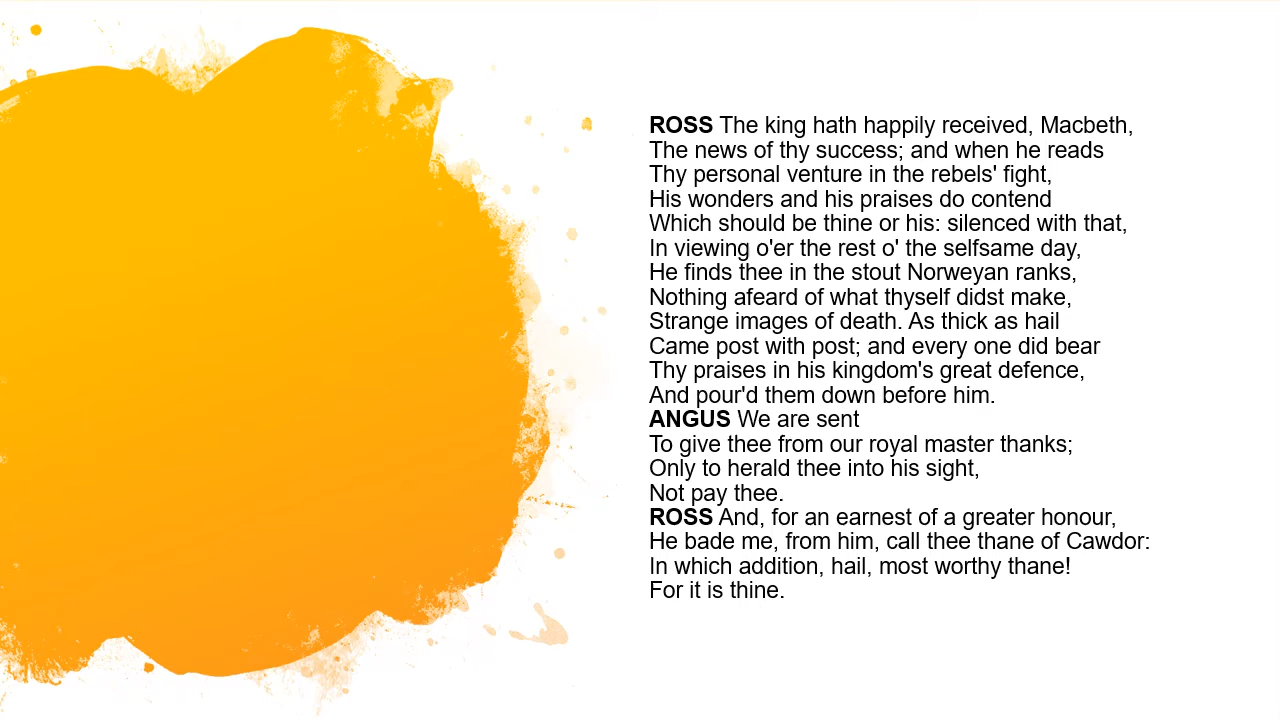 ROSS The king hath happily received, Macbeth,
The news of thy success; and when he reads
Thy personal venture in the rebels' fight,
His wonders and his praises do contend
Which should be thine or his: silenced with that,
In viewing o'er the rest o' the selfsame day,
He finds thee in the stout Norweyan ranks,
Nothing afeard of what thyself didst make,
Strange images of death. As thick as hail
Came post with post; and every one did bear
Thy praises in his kingdom's great defence,
And pour'd them down before him.
ANGUS We are sent
To give thee from our royal master thanks;
Only to herald thee into his sight,
Not pay thee.
ROSS And, for an earnest of a greater honour,
He bade me, from him, call thee thane of Cawdor:
In which addition, hail, most worthy thane!
For it is thine.